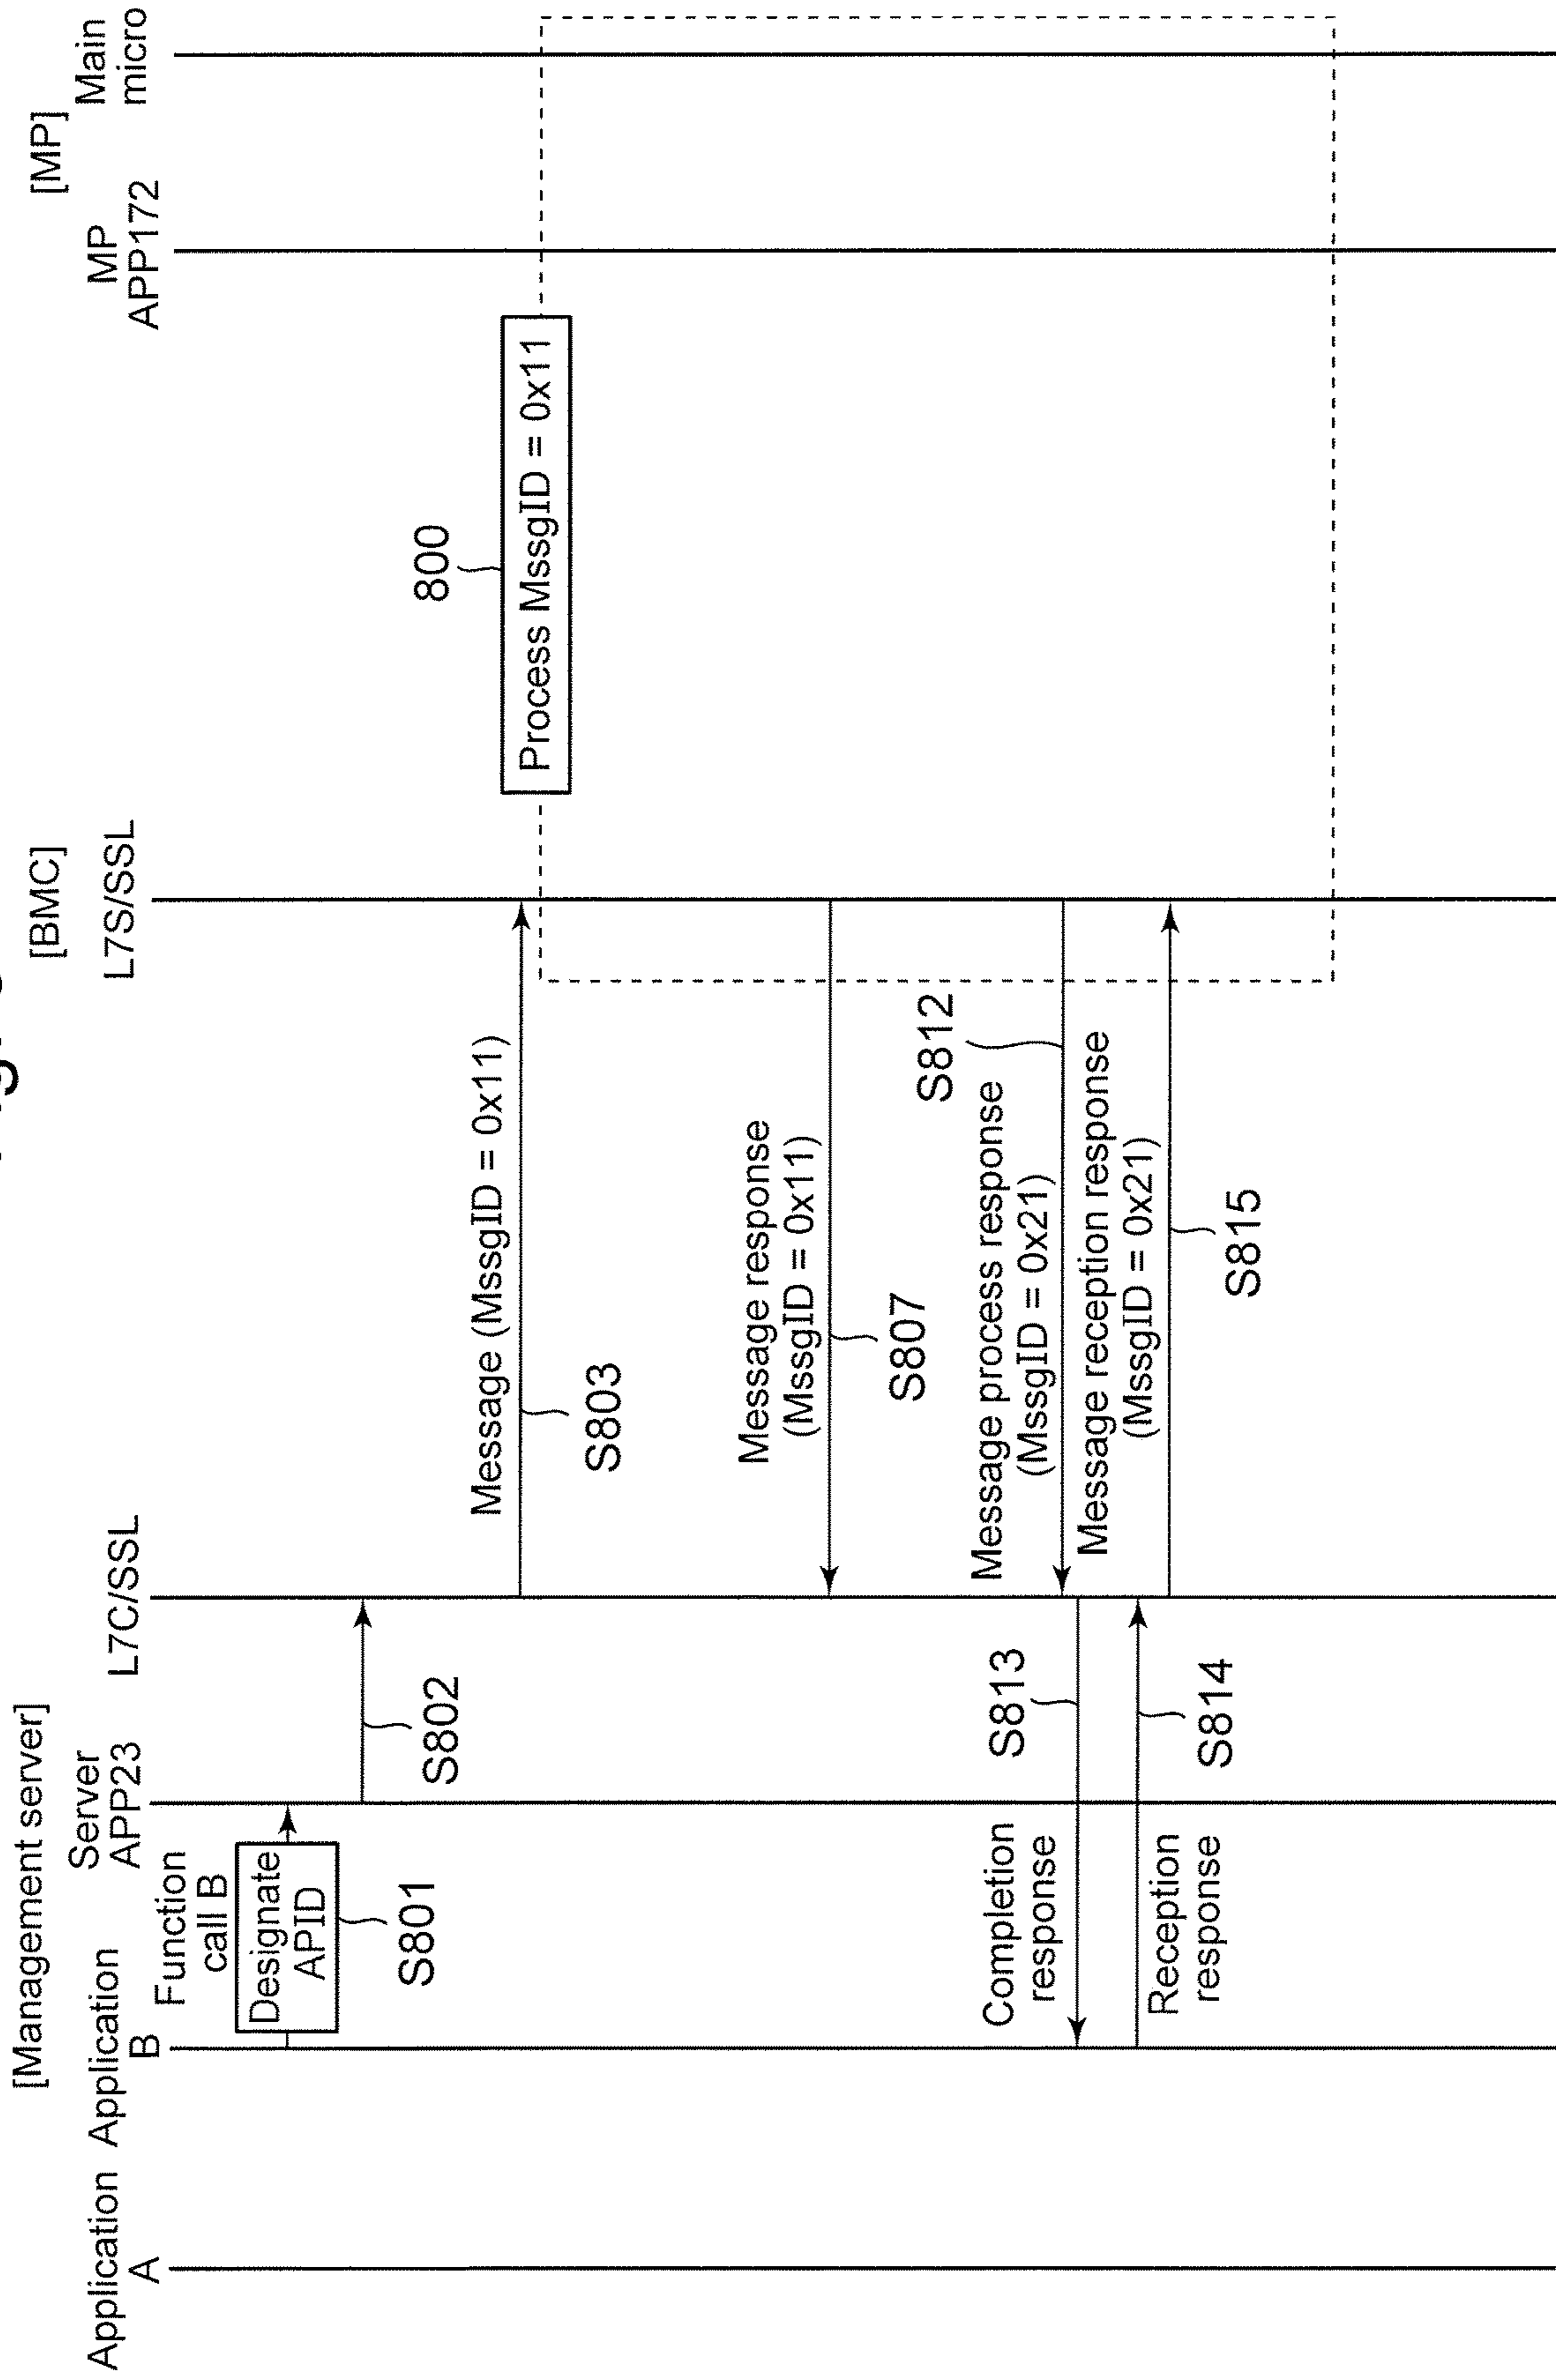 [Management server]
[BMC]
[MP]
Application
A
Application
B
Server
APP23
L7C/SSL
L7S/SSL
MP
APP172
Main
micro
Function
call B
Designate
APID
S801
S802
Message (MssgID = 0x11)
S803
800
Process MssgID = 0x11
Message response
(MssgID = 0x11)
S807
S812
Message process response
(MssgID = 0x21)
Completion
response
S813
Message reception response
(MssgID = 0x21)
Reception
response
S814
S815